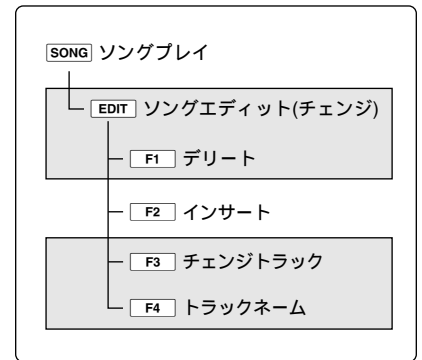 SONG ソングプレイ
EDIT ソングエディット(チェンジ)
F1 デリート
F2 インサート
F3 チェンジトラック
F4 トラックネーム